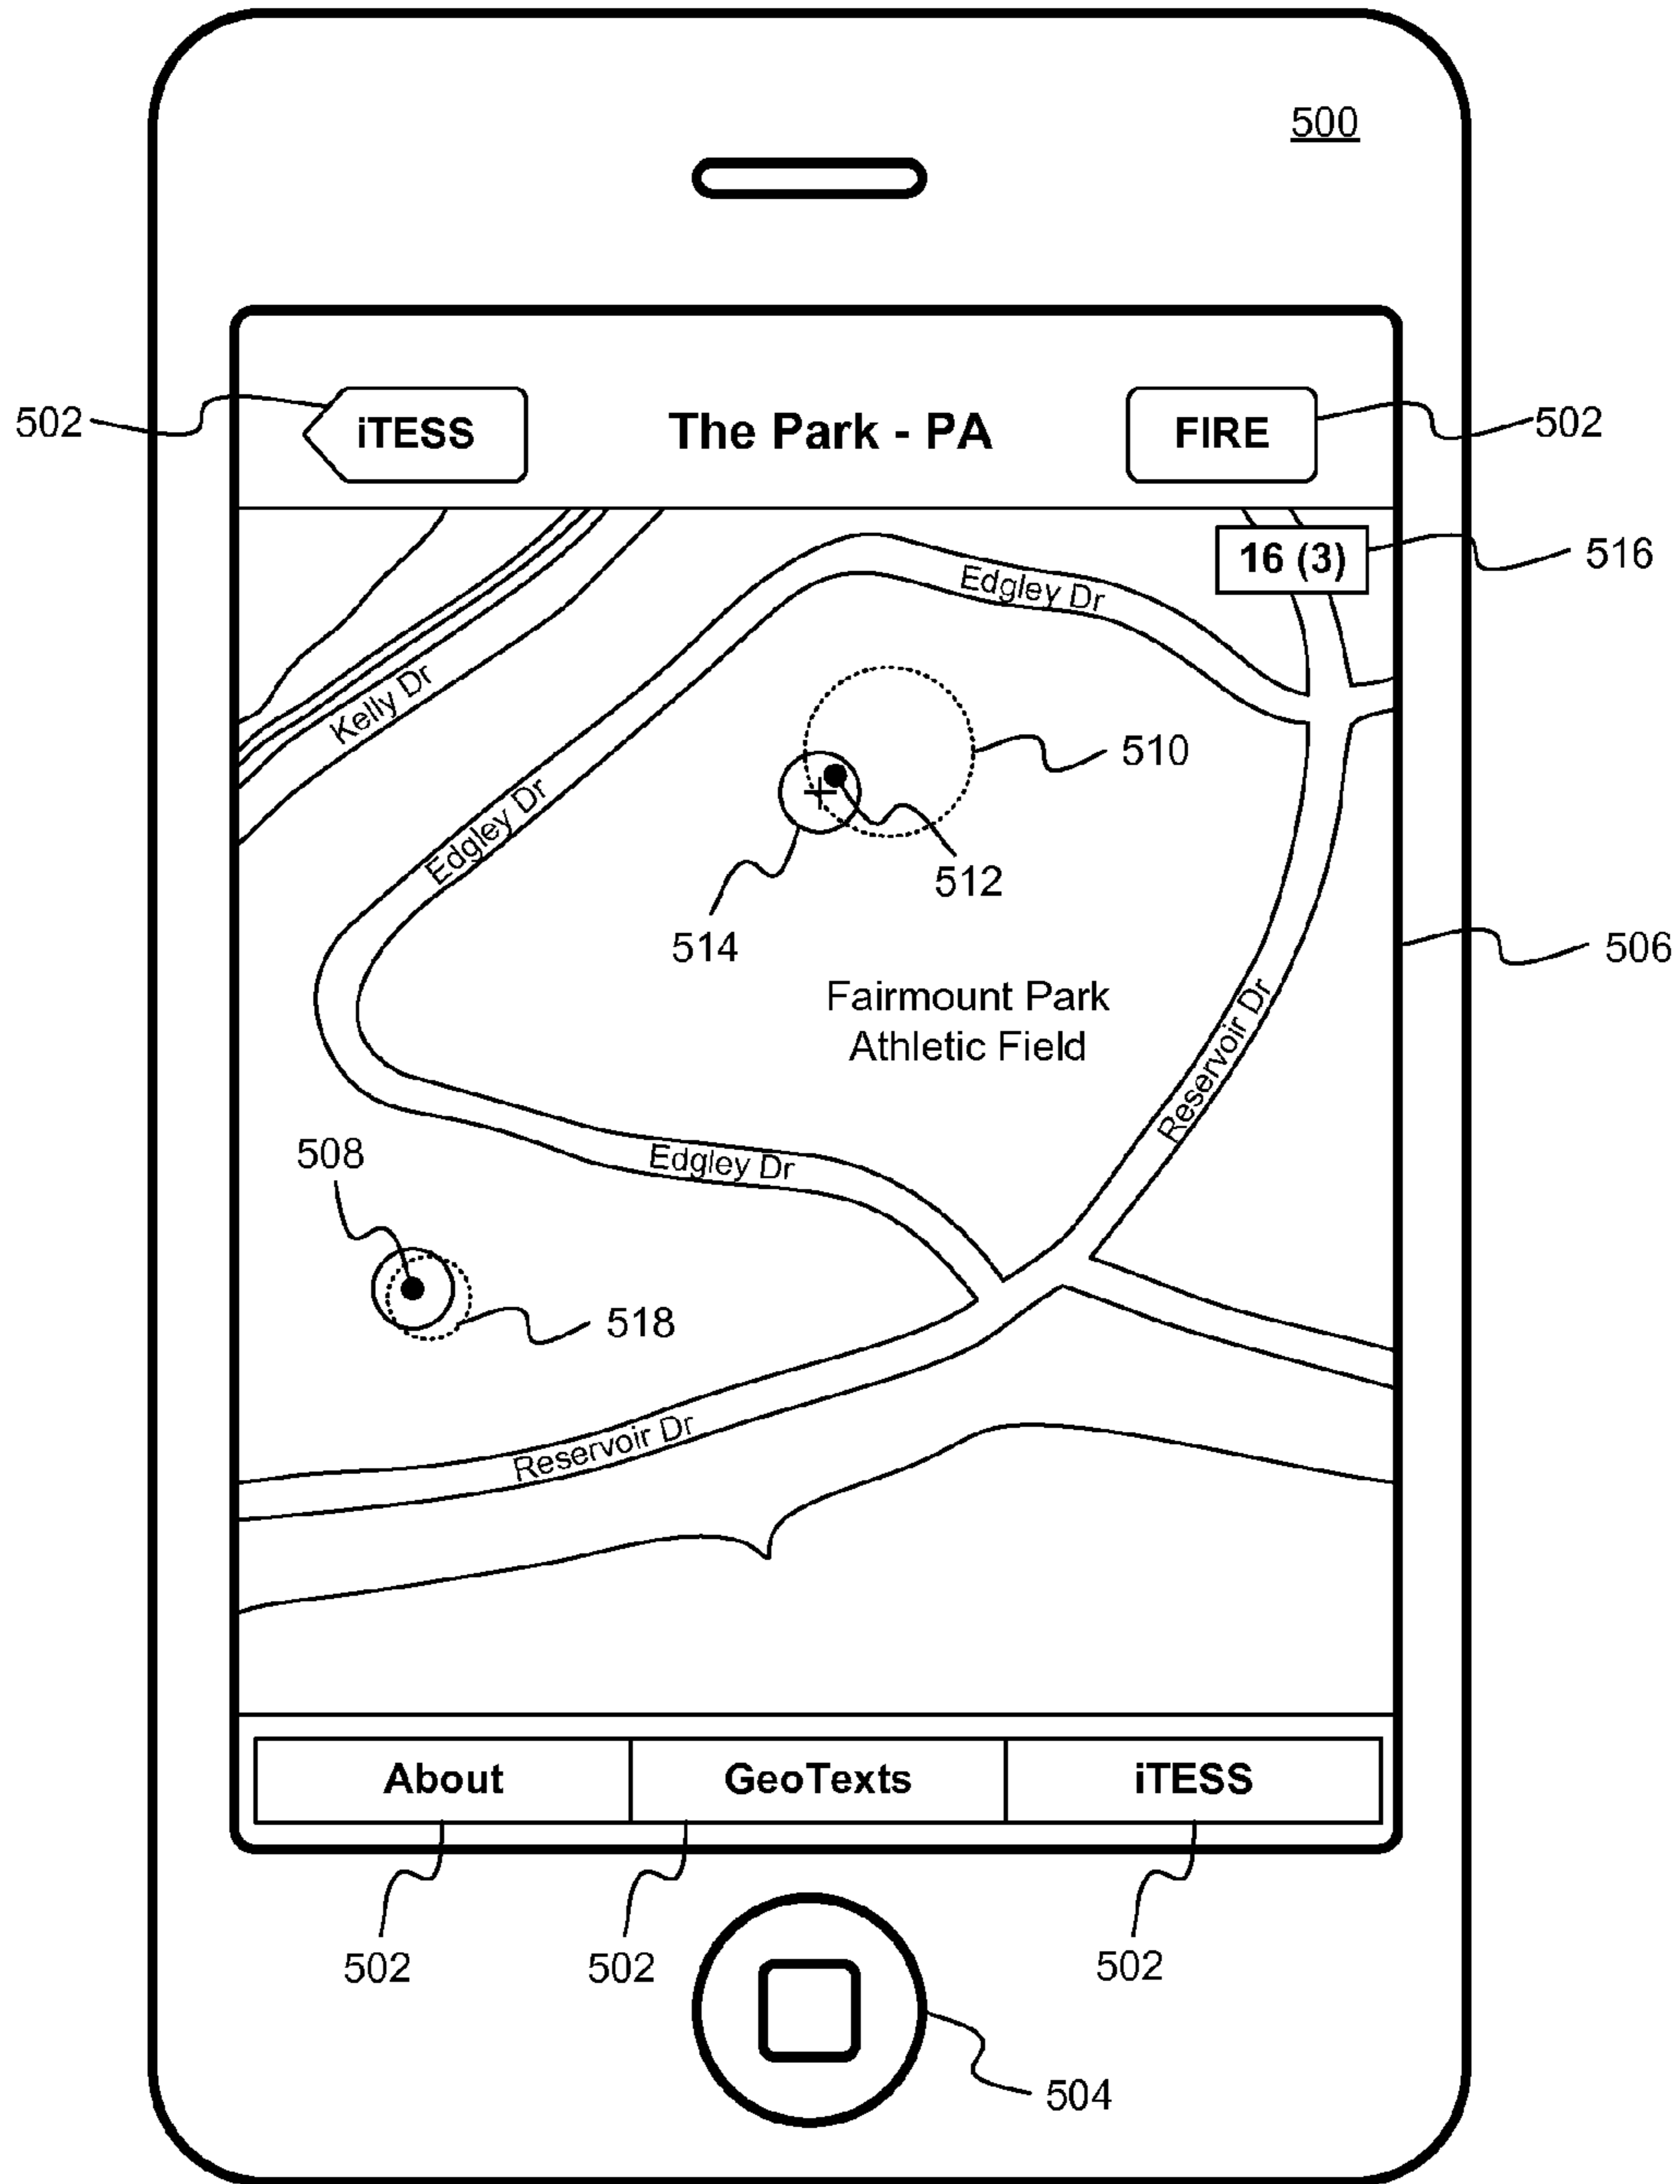 500
502
iTESS
The Park - PA
FIRE
502
16 (3)
516
Edgley Dr
Kelly Dr
510
Edgley Dr
512
514
506
Fairmount Park
Athletic Field
Reservoir Dr
508
Edgley Dr
518
Reservoir Dr
About
GeoTexts
iTESS
502
502
502
504